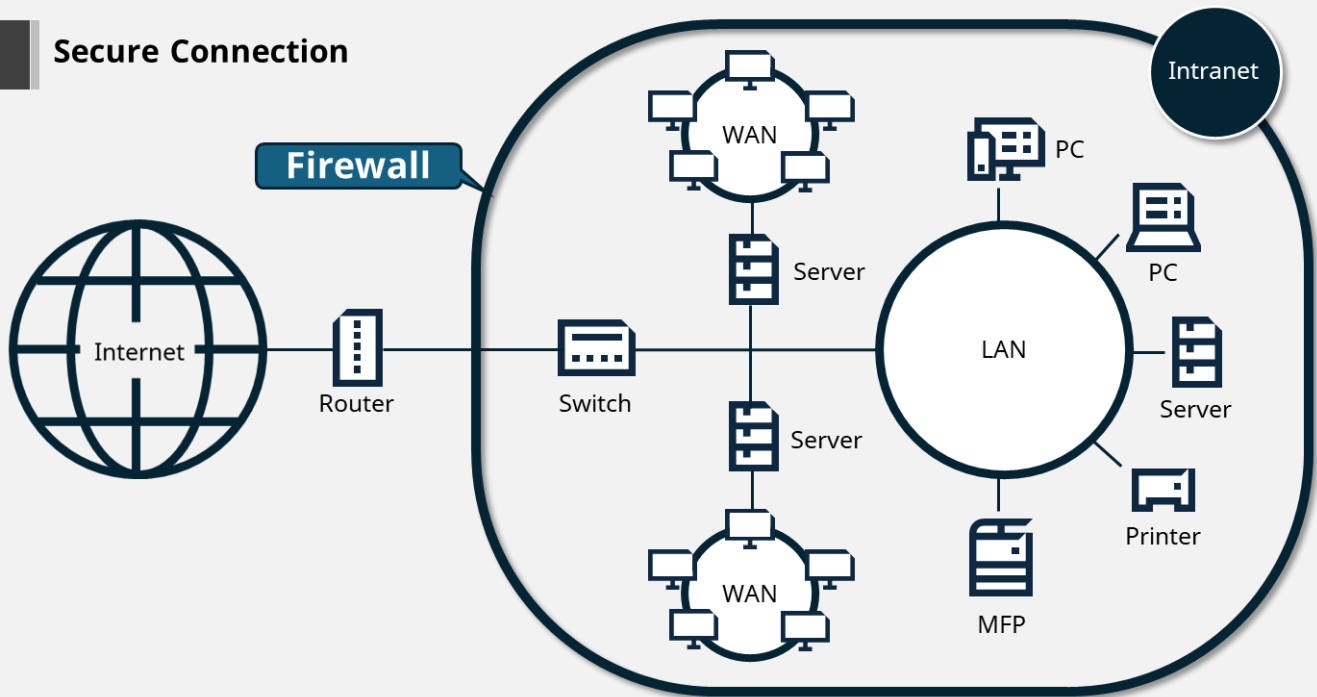 Secure Connection
Intranet
Firewall
WAN
PC
PC
Server
Internet
LAN
Router
Switch
Server
Server
Printer
WAN
MFP